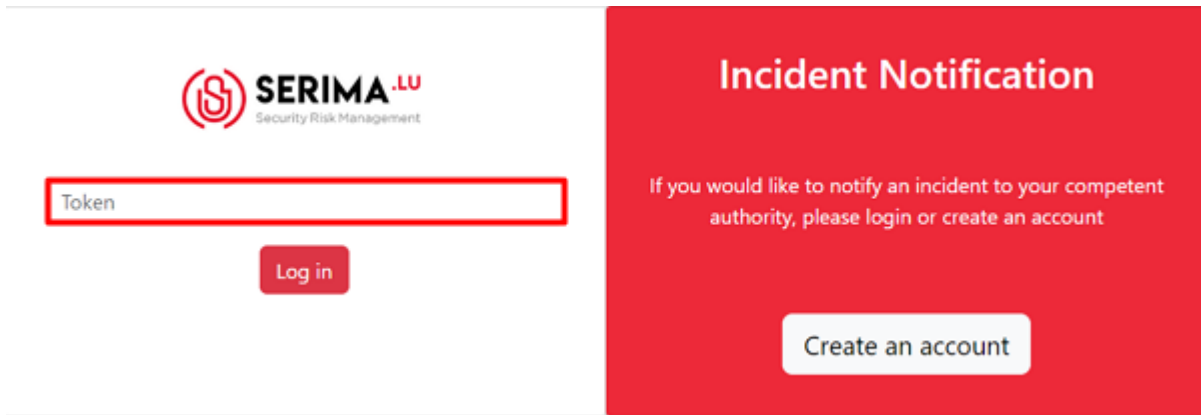 SERIMA.LU
Security Risk Management
Token
Log in
Incident Notification
If you would like to notify an incident to your competent
authority, please login or create an account
Create an account